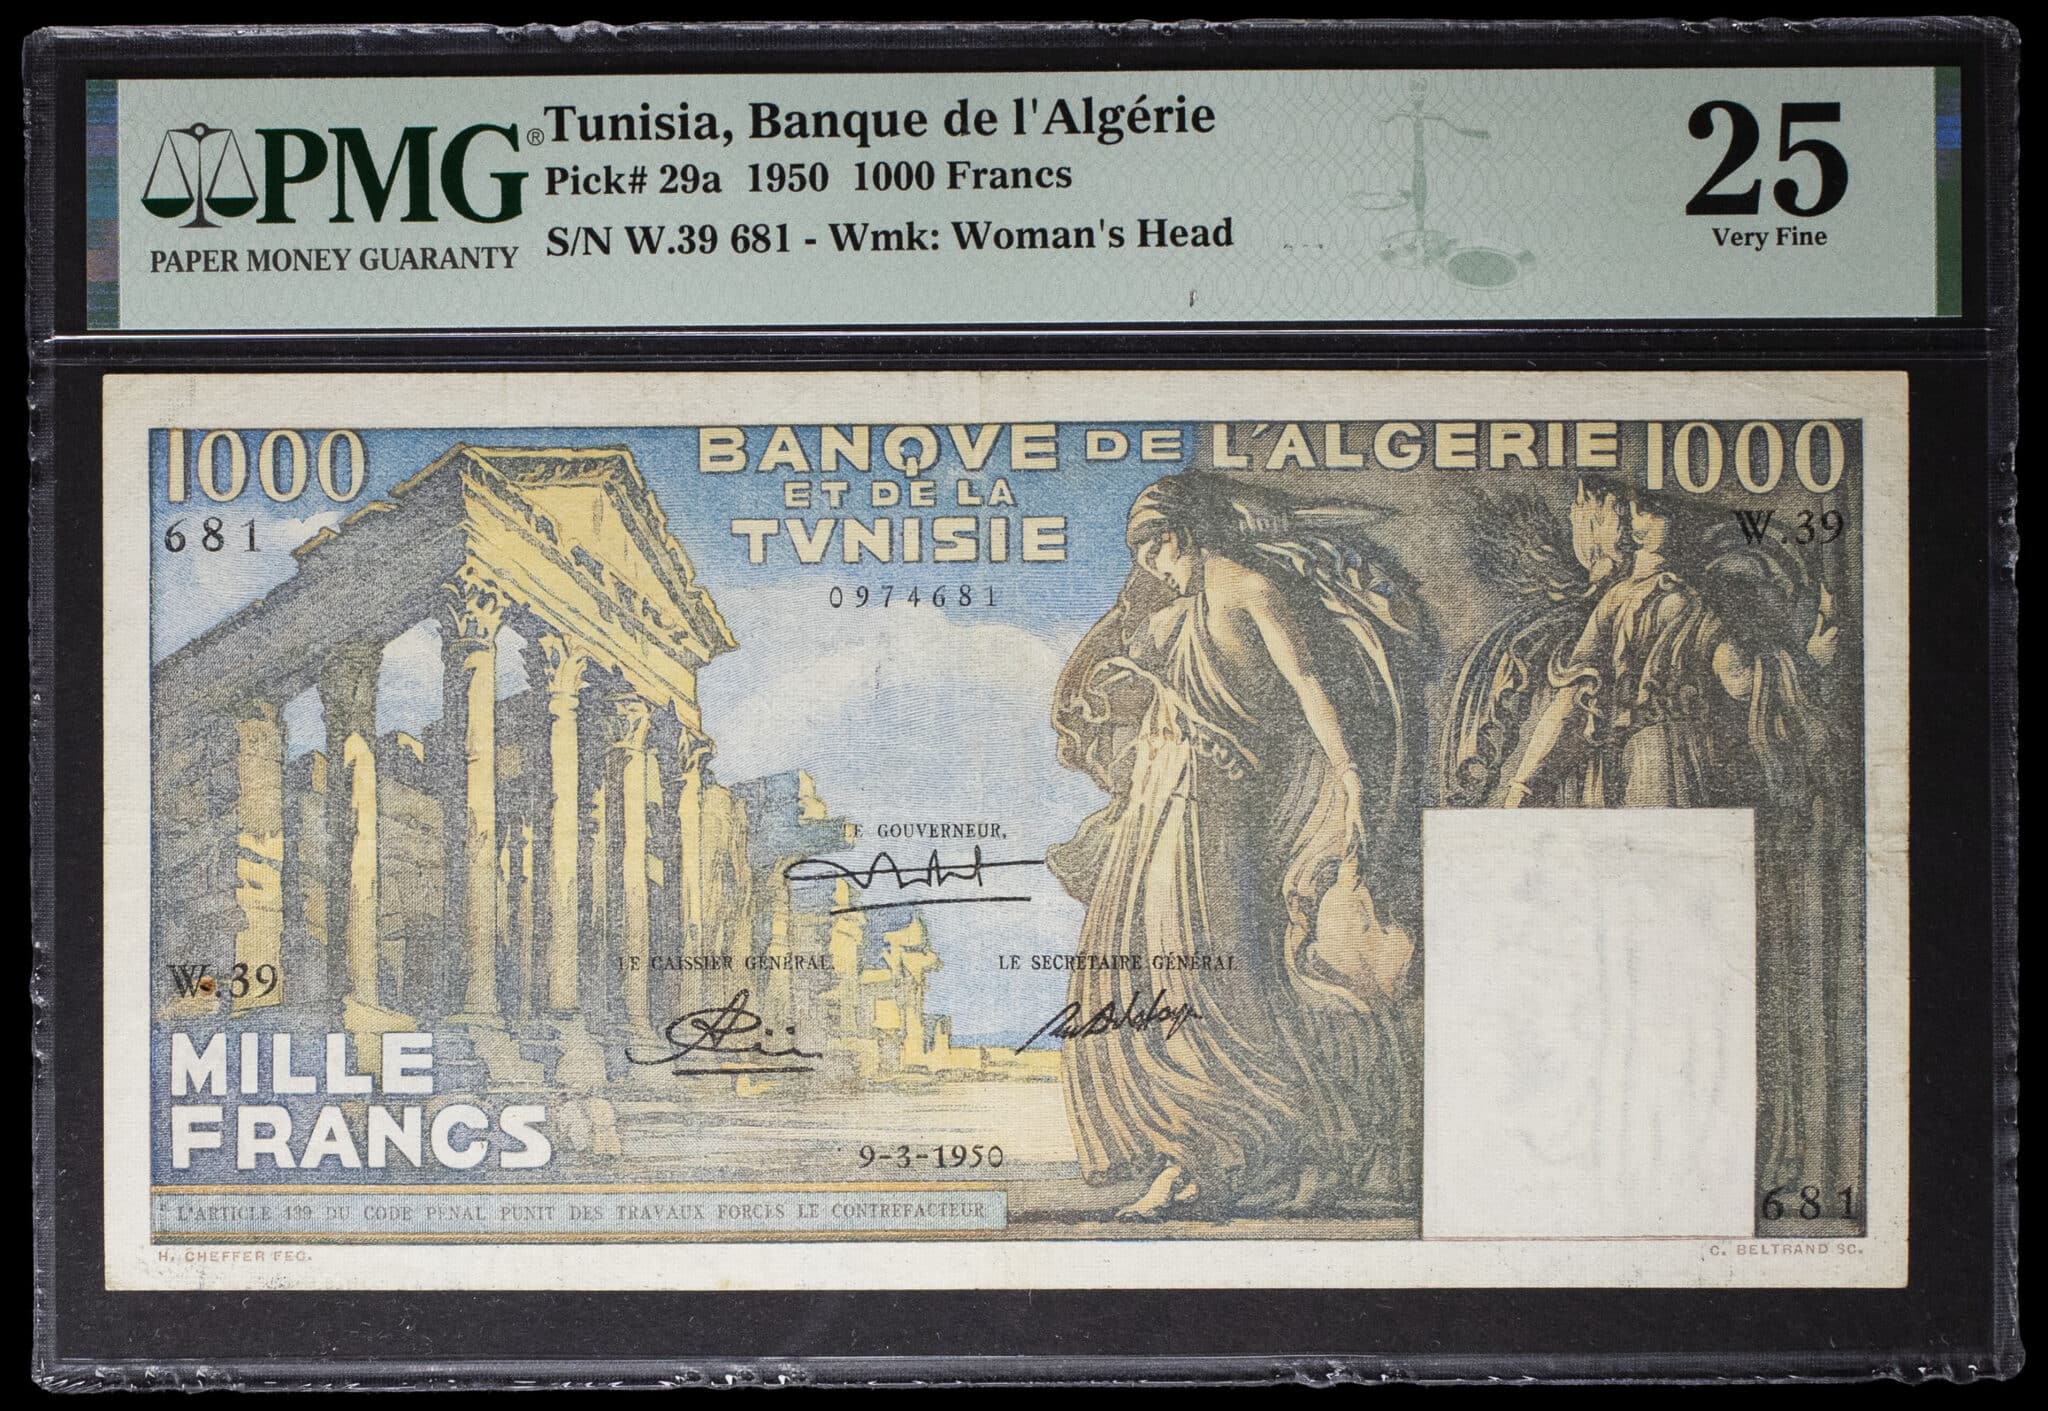 PMG®
PAPER MONEY GUARANTY
Tunisia, Banque de l'Algérie
Pick# 29a 1950 1000 Francs
S/N W.39 681 - Wmk: Woman's Head
25
Very Fine
1000
BANQVE DE L'ALGERIE
1000
ET DE LA
TVNISIE
681
W.39
0974681
LE GOUVERNEUR,
LE CAISSIER GÉNÉRAL,
LE SECRÉTAIRE GÉNÉRAL
W.39
MILLE
FRANCS
9-3-1950
L'ARTICLE 139 DU CODE PENAL PUNIT DES TRAVAUX FORCES LE CONTREFACTEUR
681
H. CHEFFER FEC.
C. BELTRAND SC.